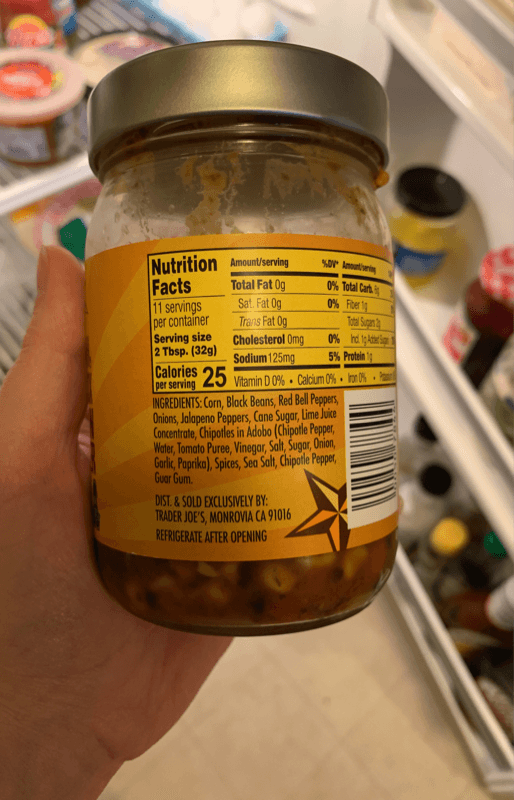 Nutrition
Facts
11 servings
per container
Serving size
2 Tbsp. (32g)
Calories
per serving 25
Amount/serving %DV*
Total Fat 0g 0%
Sat. Fat 0g 0%
Trans Fat 0g
Cholesterol 0mg 0%
Sodium 125mg 5%
Amount/serving
Total Carb.
Fiber 1g
Total Sugars 2g
Incl. 1g Added Sugars
Protein 1g
Vitamin D 0% • Calcium 0% • Iron 0% •
INGREDIENTS: Corn, Black Beans, Red Bell Peppers,
Onions, Jalapeno Peppers, Cane Sugar, Lime Juice
Concentrate, Chipotles in Adobo (Chipotle Pepper,
Water, Tomato Puree, Vinegar, Salt, Sugar, Onion,
Garlic, Paprika), Spices, Sea Salt, Chipotle Pepper,
Guar Gum.
DIST. & SOLD EXCLUSIVELY BY:
TRADER JOE'S, MONROVIA CA 91016
REFRIGERATE AFTER OPENING